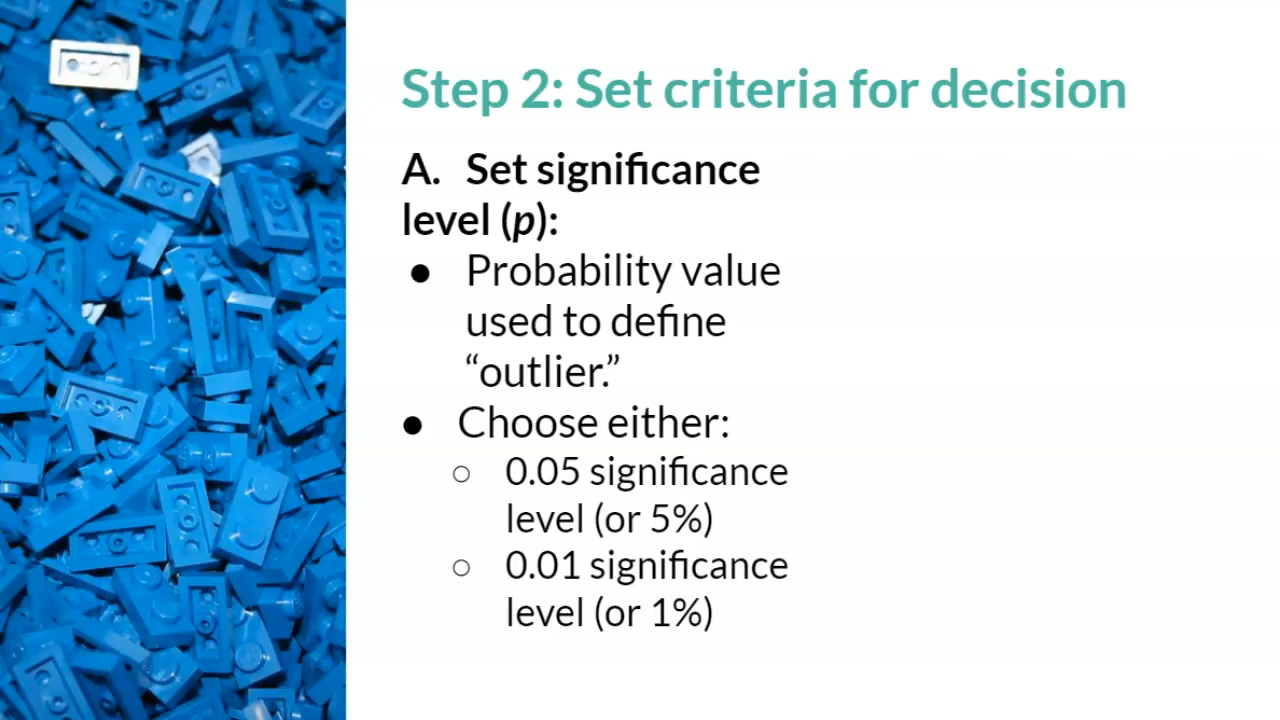 Step 2: Set criteria for decision
A. Set significance
level (p):
● Probability value
used to define
“outlier.”
● Choose either:
○ 0.05 significance
level (or 5%)
○ 0.01 significance
level (or 1%)